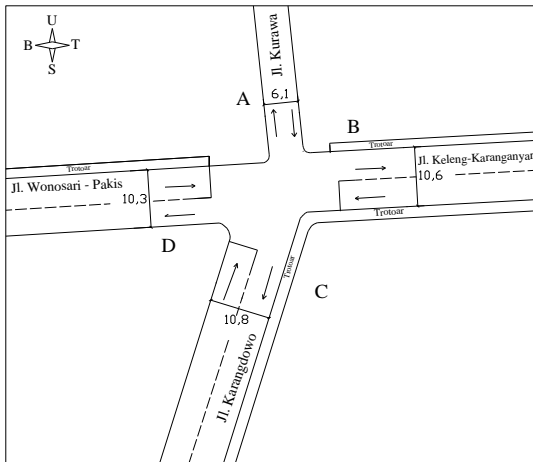 U
B T
S
Jl. Kurawa
A
6,1
B
Trotoar
Jl. Keleng-Karanganyar
10,6
Trotoar
Trotoar
Jl. Wonosari - Pakis
10,3
D
Trotoar
C
10,8
Jl. Karangdowo